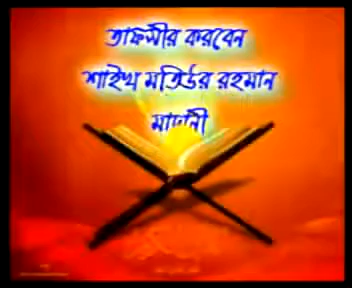 তাফসীর করবেন
শাইখ মতিউর রহমান
মাদানী